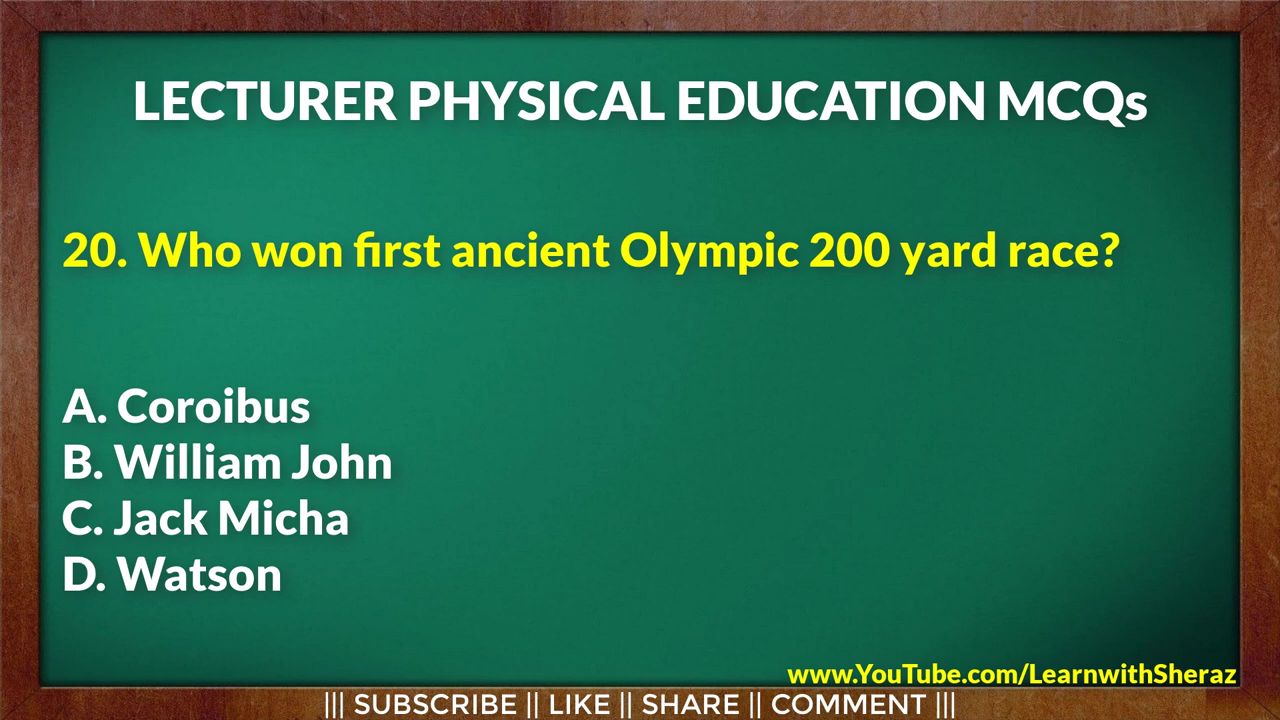 LECTURER PHYSICAL EDUCATION MCQs
20. Who won first ancient Olympic 200 yard race?
A. Coroibus
B. William John
C. Jack Micha
D. Watson
www.YouTube.com/LearnwithSheraz
||| SUBSCRIBE || LIKE || SHARE || COMMENT |||